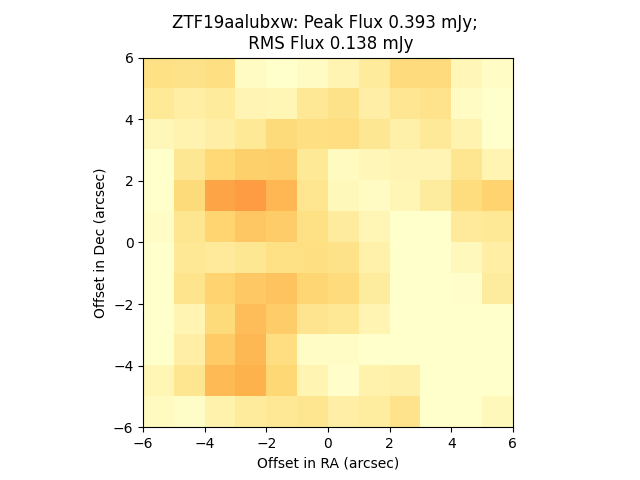 ZTF19aalubxw: Peak Flux 0.393 mJy;
RMS Flux 0.138 mJy
6
4
2
0
−2
−4
−6
Offset in Dec (arcsec)
−6 −4 −2 0 2 4 6
Offset in RA (arcsec)